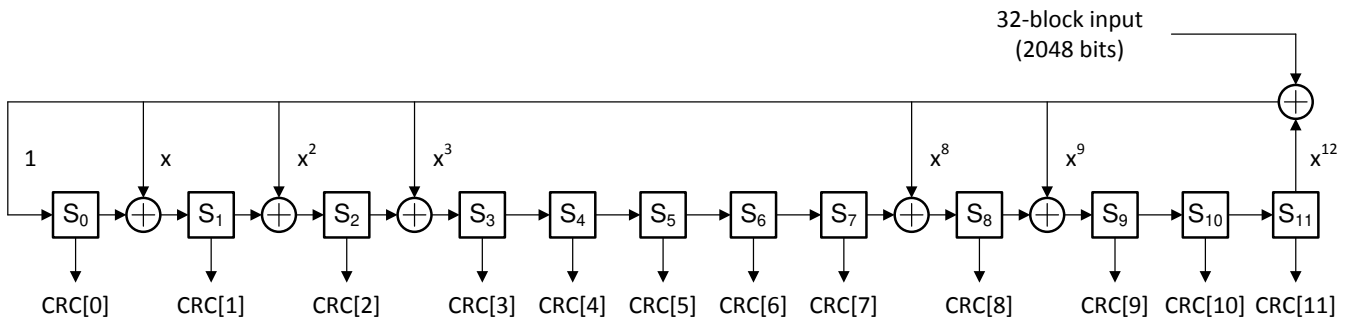 32-block input
(2048 bits)
1 x x² x³ x⁸ x⁹ x¹²
S₀ S₁ S₂ S₃ S₄ S₅ S₆ S₇ S₈ S₉ S₁₀ S₁₁
CRC[0] CRC[1] CRC[2] CRC[3] CRC[4] CRC[5] CRC[6] CRC[7] CRC[8] CRC[9] CRC[10] CRC[11]